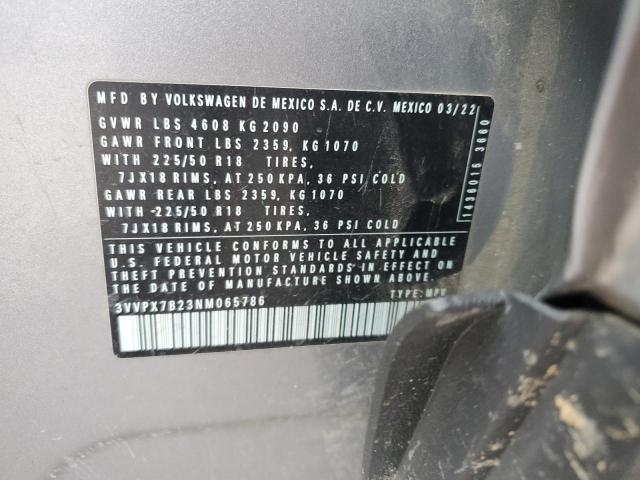 MFD BY VOLKSWAGEN DE MEXICO S.A. DE C.V. MEXICO 03/22
GVWR LBS 4608 KG 2090
GAWR FRONT LBS 2359, KG 1070
WITH 225/50 R18 TIRES,
7JX18 RIMS, AT 250 KPA, 36 PSI COLD
GAWR REAR LBS 2359, KG 1070
WITH 225/50 R18 TIRES,
7JX18 RIMS, AT 250 KPA, 36 PSI COLD
THIS VEHICLE CONFORMS TO ALL APPLICABLE
U.S. FEDERAL MOTOR VEHICLE SAFETY AND
THEFT PREVENTION STANDARDS IN EFFECT ON
THE DATE OF MANUFACTURE SHOWN ABOVE.
3VVPX7B23NM065786 TYPE: MPV
1436015 3660